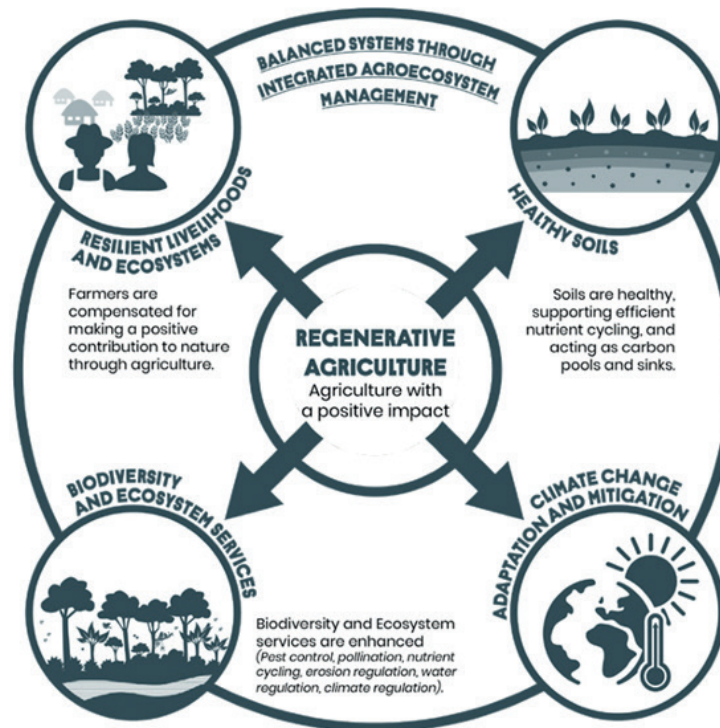 BALANCED SYSTEMS THROUGH
INTEGRATED AGROECOSYSTEM
MANAGEMENT
RESILIENT LIVELIHOODS
AND ECOSYSTEMS
Farmers are
compensated for
making a positive
contribution to nature
through agriculture.
HEALTHY SOILS
Soils are healthy,
supporting efficient
nutrient cycling, and
acting as carbon
pools and sinks.
REGENERATIVE
AGRICULTURE
Agriculture with
a positive impact
BIODIVERSITY
AND ECOSYSTEM SERVICES
Biodiversity and Ecosystem
services are enhanced
(Pest control, pollination, nutrient
cycling, erosion regulation, water
regulation, climate regulation).
CLIMATE CHANGE
ADAPTATION AND MITIGATION